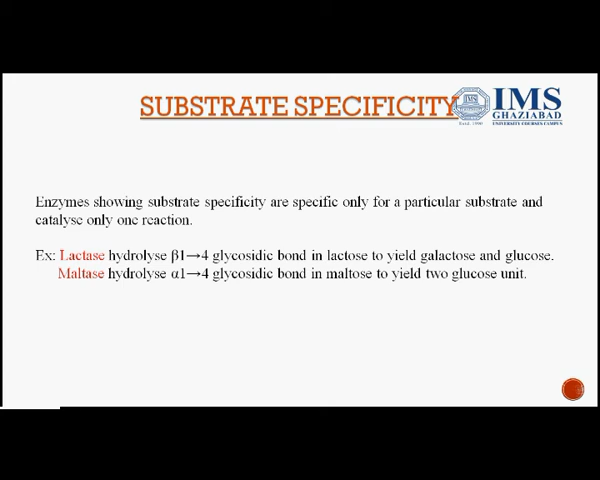 SUBSTRATE SPECIFICITY
IMS
GHAZIABAD
UNIVERSITY COURSES CAMPUS
Enzymes showing substrate specificity are specific only for a particular substrate and
catalyse only one reaction.
Ex: Lactase hydrolyse β1→4 glycosidic bond in lactose to yield galactose and glucose.
Maltase hydrolyse α1→4 glycosidic bond in maltose to yield two glucose unit.